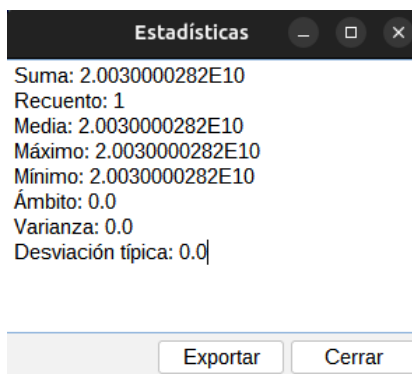 Estadísticas
Suma: 2.0030000282E10
Recuento: 1
Media: 2.0030000282E10
Máximo: 2.0030000282E10
Mínimo: 2.0030000282E10
Ámbito: 0.0
Varianza: 0.0
Desviación típica: 0.0
Exportar Cerrar